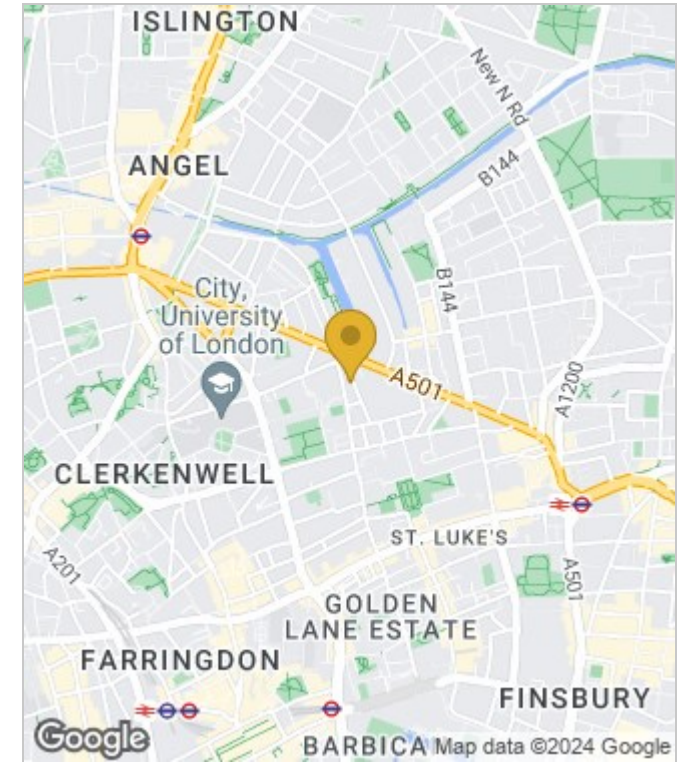 ISLINGTON
New N Rd
ANGEL
B144
City,
University
of London
B144
A501
A1200
CLERKENWELL
ST. LUKE'S
A201
A501
GOLDEN
LANE ESTATE
FARRINGDON
FINSBURY
Google
BARBICA
Map data ©2024 Google